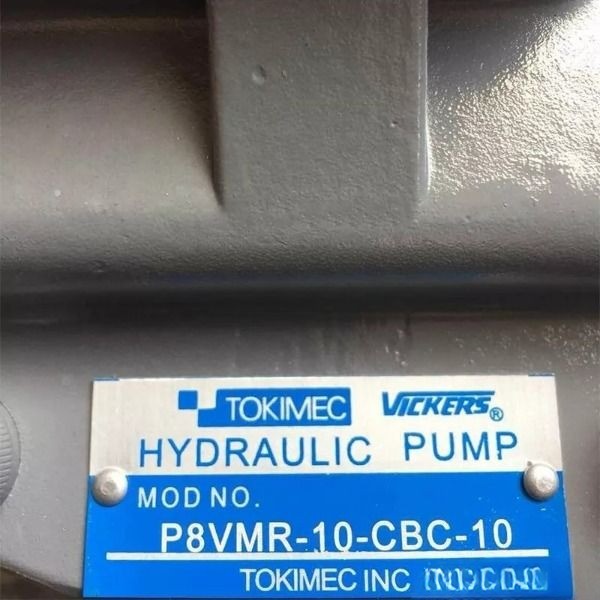 TOKIMEC VICKERS®
HYDRAULIC PUMP
MOD NO.
P8VMR-10-CBC-10
TOKIMEC INC